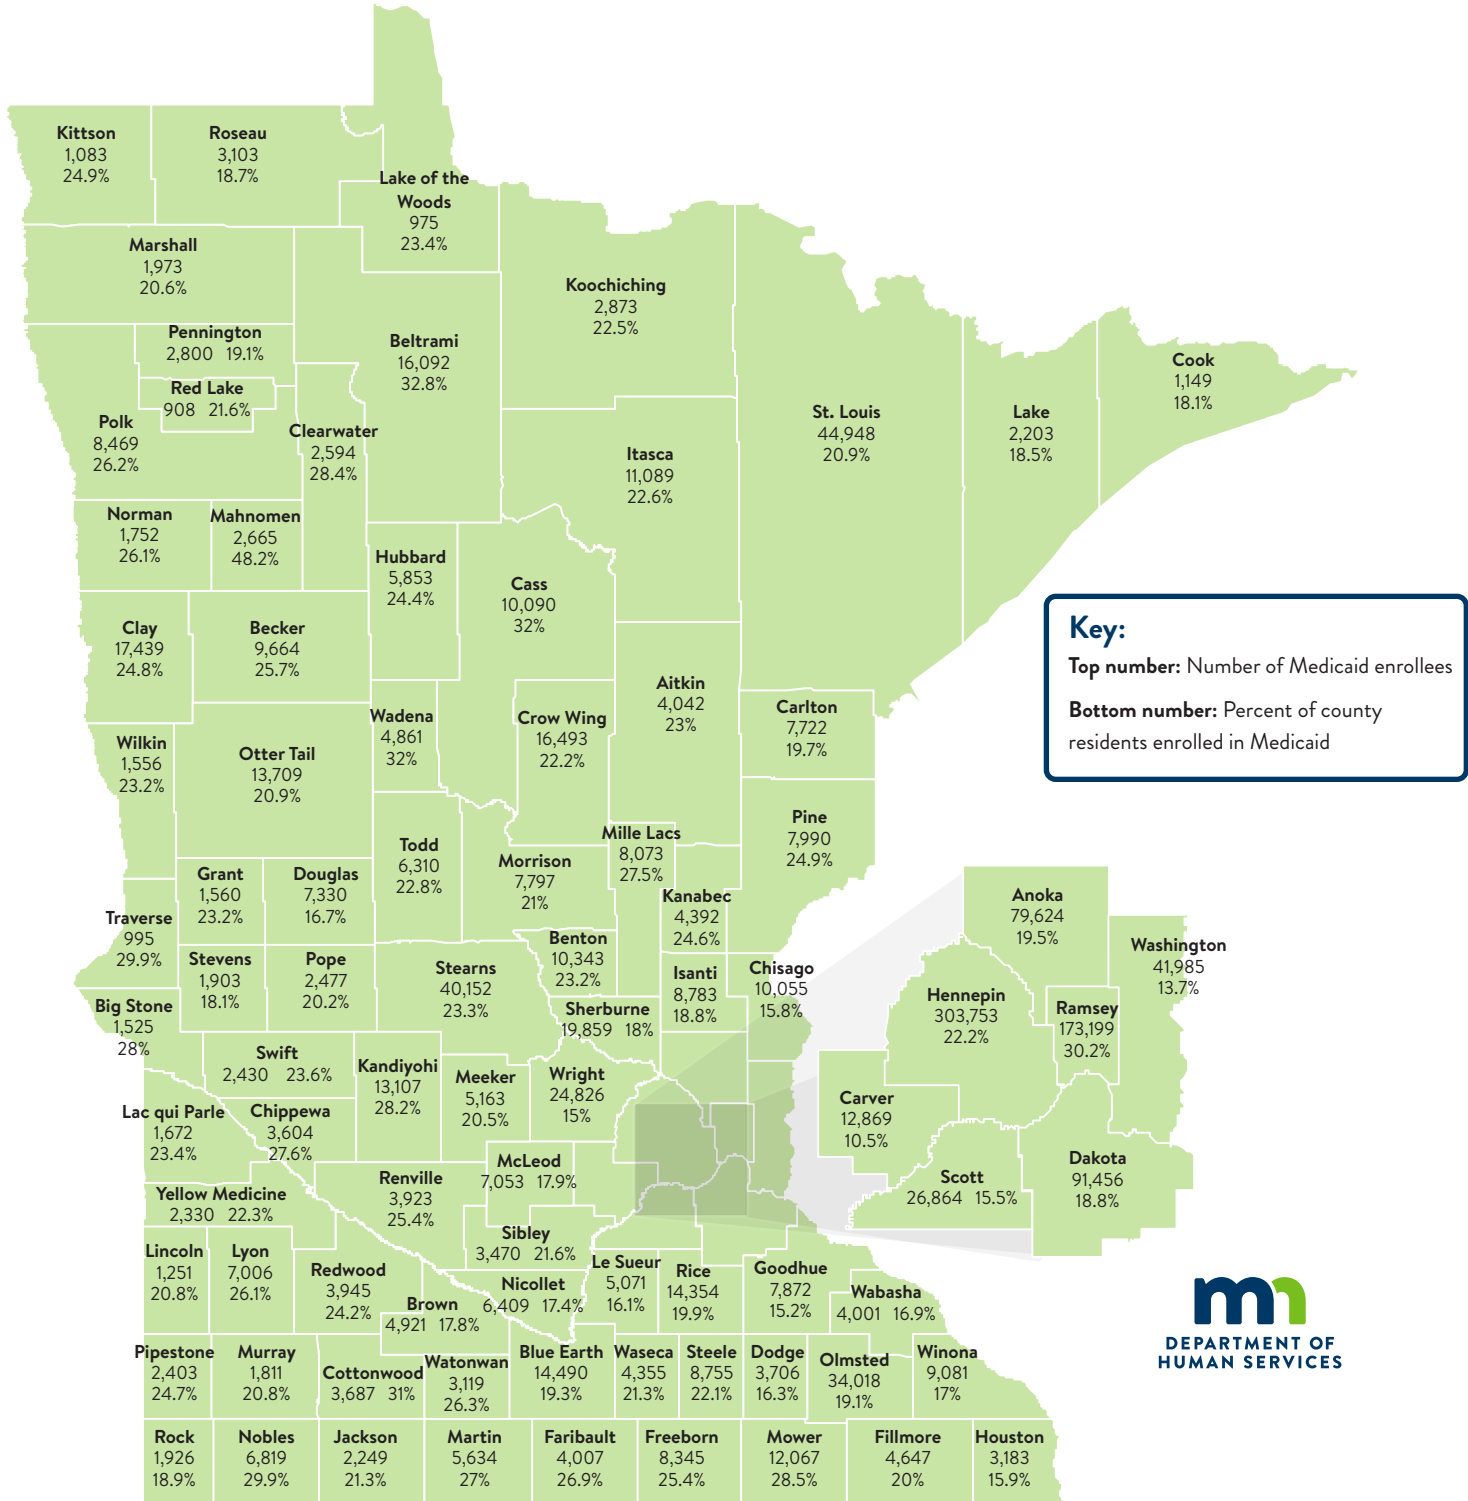 Kittson
1,083
24.9%
Roseau
3,103
18.7%
Lake of the
Woods
975
23.4%
Marshall
1,973
20.6%
Koochiching
2,873
22.5%
Pennington
2,800 19.1%
Beltrami
16,092
32.8%
Red Lake
908 21.6%
Polk
8,469
26.2%
Clearwater
2,594
28.4%
Itasca
11,089
22.6%
St. Louis
44,948
20.9%
Lake
2,203
18.5%
Cook
1,149
18.1%
Norman
1,752
26.1%
Mahnomen
2,665
48.2%
Hubbard
5,853
24.4%
Cass
10,090
32%
Clay
17,439
24.8%
Becker
9,664
25.7%
Key:
Top number: Number of Medicaid enrollees
Bottom number: Percent of county
residents enrolled in Medicaid
Wilkin
1,556
23.2%
Otter Tail
13,709
20.9%
Wadena
4,861
32%
Crow Wing
16,493
22.2%
Aitkin
4,042
23%
Carlton
7,722
19.7%
Todd
6,310
22.8%
Morrison
7,797
21%
Mille Lacs
8,073
27.5%
Pine
7,990
24.9%
Grant
1,560
23.2%
Douglas
7,330
16.7%
Kanabec
4,392
24.6%
Traverse
995
29.9%
Stevens
1,903
18.1%
Pope
2,477
20.2%
Stearns
40,152
23.3%
Benton
10,343
23.2%
Isanti
8,783
18.8%
Chisago
10,055
15.8%
Big Stone
1,525
28%
Sherburne
19,859 18%
Swift
2,430 23.6%
Kandiyohi
13,107
28.2%
Meeker
5,163
20.5%
Wright
24,826
15%
Anoka
79,624
19.5%
Washington
41,985
13.7%
Hennepin
303,753
22.2%
Ramsey
173,199
30.2%
Carver
12,869
10.5%
Scott
26,864 15.5%
Dakota
91,456
18.8%
Lac qui Parle
1,672
23.4%
Chippewa
3,604
27.6%
Renville
3,923
25.4%
McLeod
7,053 17.9%
Yellow Medicine
2,330 22.3%
Sibley
3,470 21.6%
Lincoln
1,251
20.8%
Lyon
7,006
26.1%
Redwood
3,945
24.2%
Brown
4,921 17.8%
Nicollet
6,409 17.4%
Le Sueur
5,071
16.1%
Rice
14,354
19.9%
Goodhue
7,872
15.2%
Wabasha
4,001 16.9%
Pipestone
2,403
24.7%
Murray
1,811
20.8%
Cottonwood
3,687 31%
Watonwan
3,119
26.3%
Blue Earth
14,490
19.3%
Waseca
4,355
21.3%
Steele
8,755
22.1%
Dodge
3,706
16.3%
Olmsted
34,018
19.1%
Winona
9,081
17%
Rock
1,926
18.9%
Nobles
6,819
29.9%
Jackson
2,249
21.3%
Martin
5,634
27%
Faribault
4,007
26.9%
Freeborn
8,345
25.4%
Mower
12,067
28.5%
Fillmore
4,647
20%
Houston
3,183
15.9%
mn
DEPARTMENT OF
HUMAN SERVICES